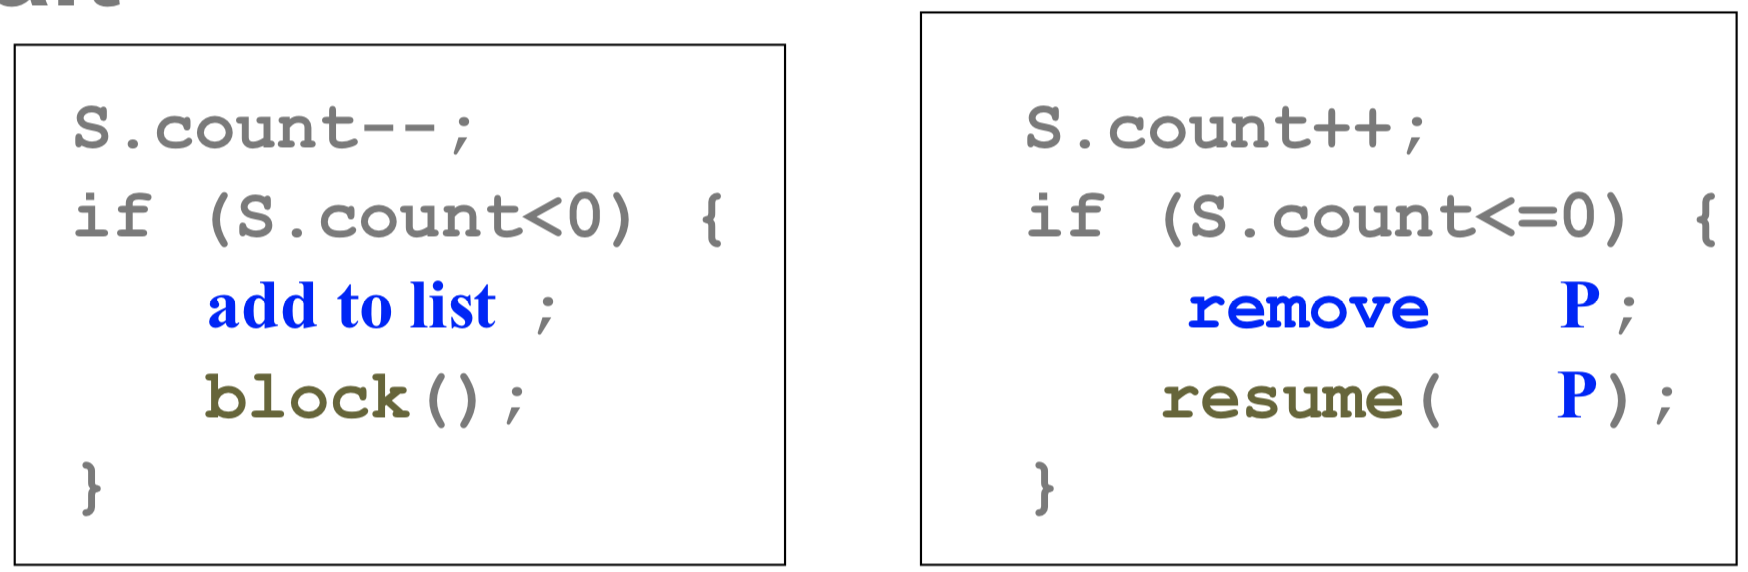 S.count--;
if (S.count<0) {
add to list ;
block();
}
S.count++;
if (S.count<=0) {
remove P;
resume( P);
}